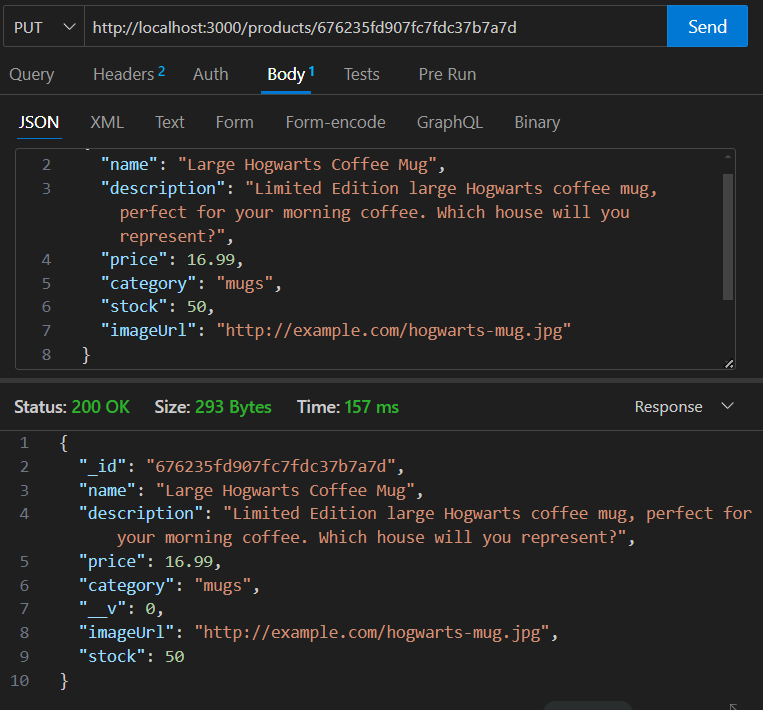 PUT http://localhost:3000/products/676235fd907fc7fdc37b7a7d Send
Query Headers 2 Auth Body 1 Tests Pre Run
JSON XML Text Form Form-encode GraphQL Binary
2 "name": "Large Hogwarts Coffee Mug",
3 "description": "Limited Edition large Hogwarts coffee mug,
perfect for your morning coffee. Which house will you
represent?",
4 "price": 16.99,
5 "category": "mugs",
6 "stock": 50,
7 "imageUrl": "http://example.com/hogwarts-mug.jpg"
8 }
Status: 200 OK Size: 293 Bytes Time: 157 ms Response
1 {
2 "_id": "676235fd907fc7fdc37b7a7d",
3 "name": "Large Hogwarts Coffee Mug",
4 "description": "Limited Edition large Hogwarts coffee mug, perfect for
your morning coffee. Which house will you represent?",
5 "price": 16.99,
6 "category": "mugs",
7 "__v": 0,
8 "imageUrl": "http://example.com/hogwarts-mug.jpg",
9 "stock": 50
10 }